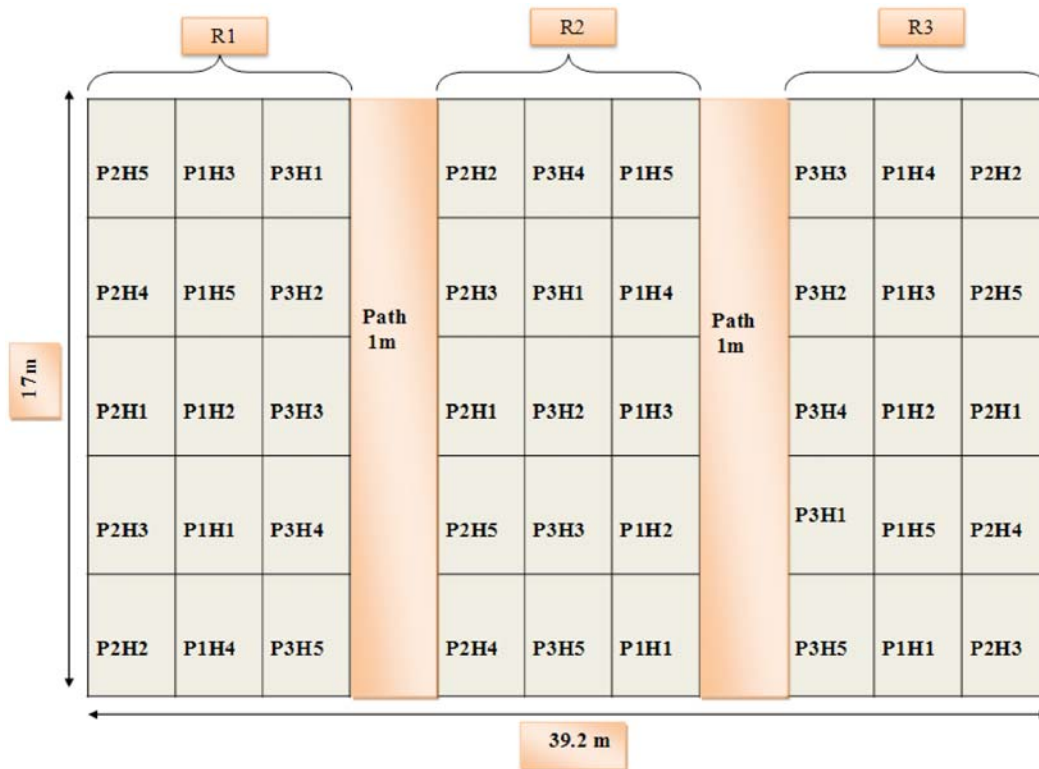 R1 R2 R3
P2H5 P1H3 P3H1 P2H2 P3H4 P1H5 P3H3 P1H4 P2H2
P2H4 P1H5 P3H2 P2H3 P3H1 P1H4 P3H2 P1H3 P2H5
Path Path
1m 1m
17m
P2H1 P1H2 P3H3 P2H1 P3H2 P1H3 P3H4 P1H2 P2H1
P2H3 P1H1 P3H4 P2H5 P3H3 P1H2 P3H1 P1H5 P2H4
P2H2 P1H4 P3H5 P2H4 P3H5 P1H1 P3H5 P1H1 P2H3
39.2 m